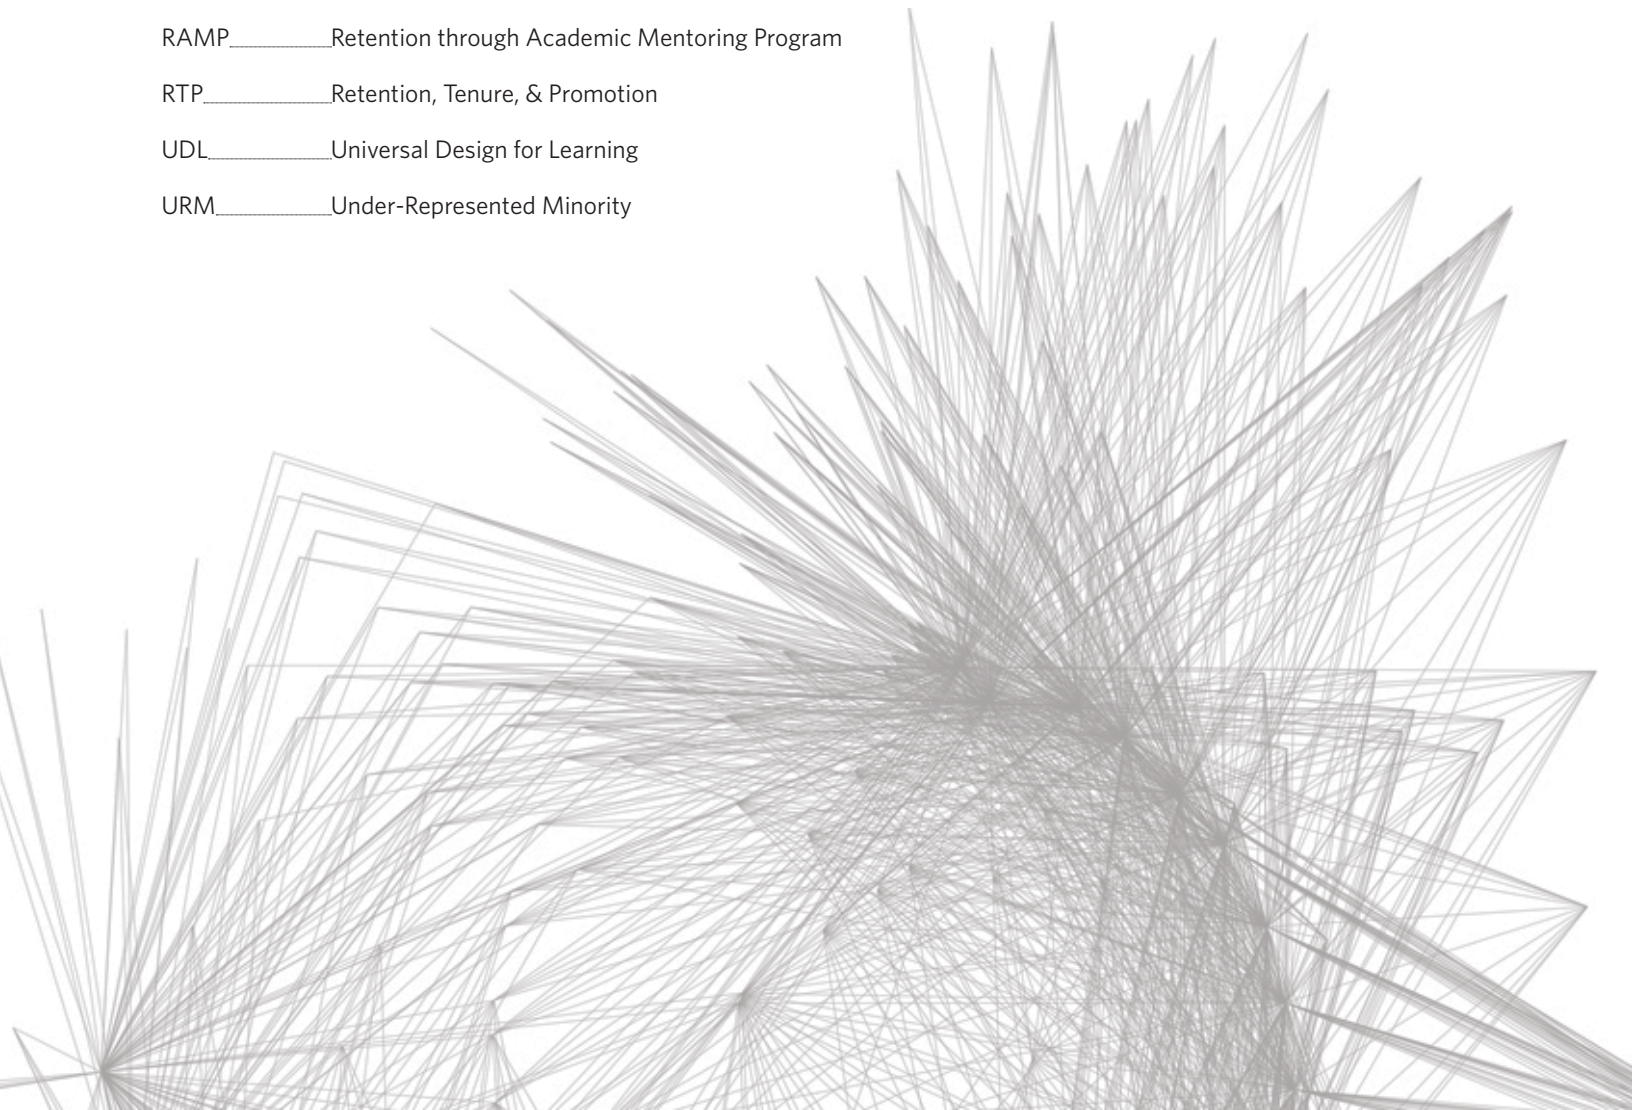 RAMP Retention through Academic Mentoring Program
RTP Retention, Tenure, & Promotion
UDL Universal Design for Learning
URM Under-Represented Minority